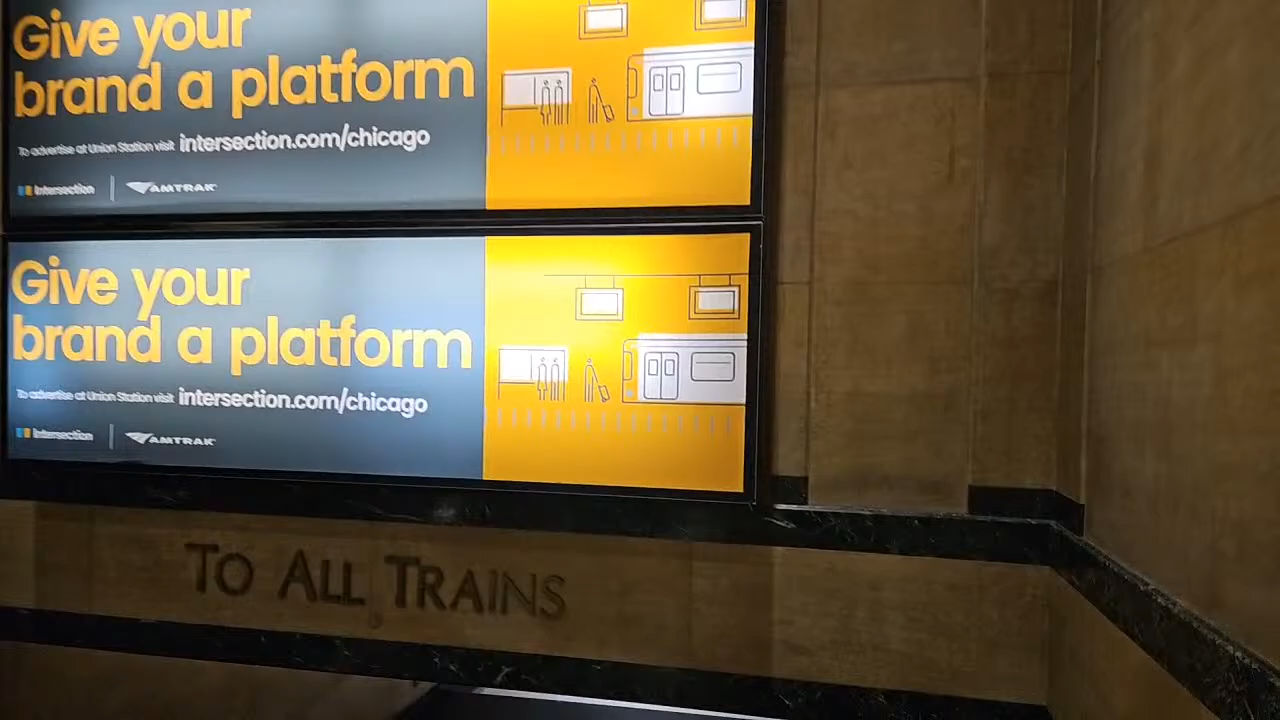 Give your
brand a platform
To advertise at Union Station visit intersection.com/chicago
Intersection AMTRAK
Give your
brand a platform
To advertise at Union Station visit intersection.com/chicago
Intersection AMTRAK
TO ALL TRAINS